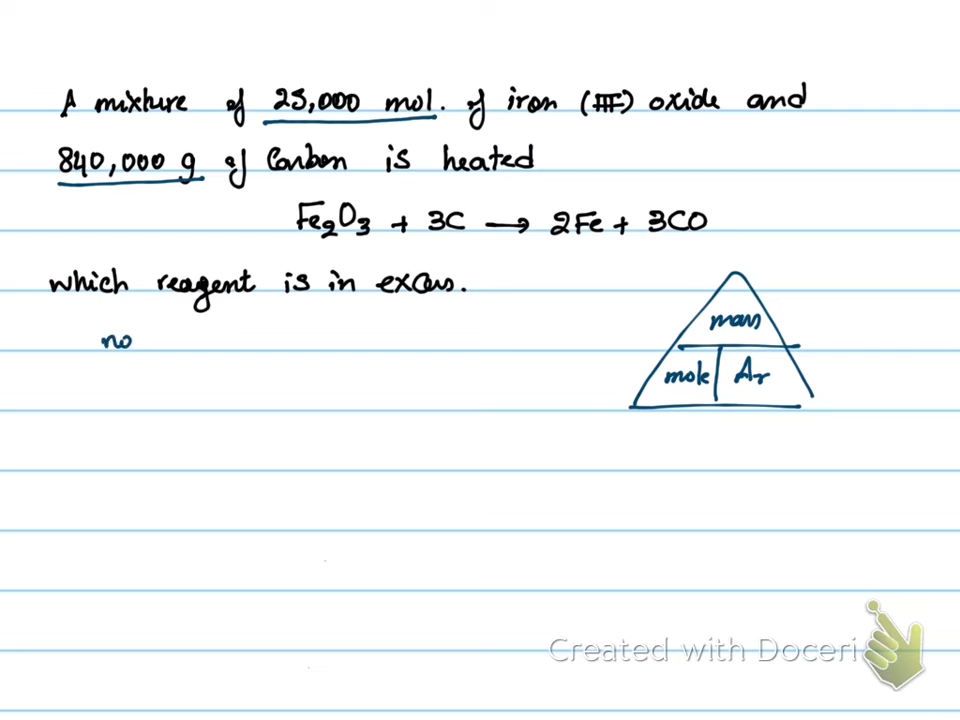 A mixture of 25,000 mol. of iron (III) oxide and
840,000 g of Carbon is heated
Fe2O3 + 3C → 2Fe + 3CO
which reagent is in excess.
no
mass
mole Ar
Created with Doceri